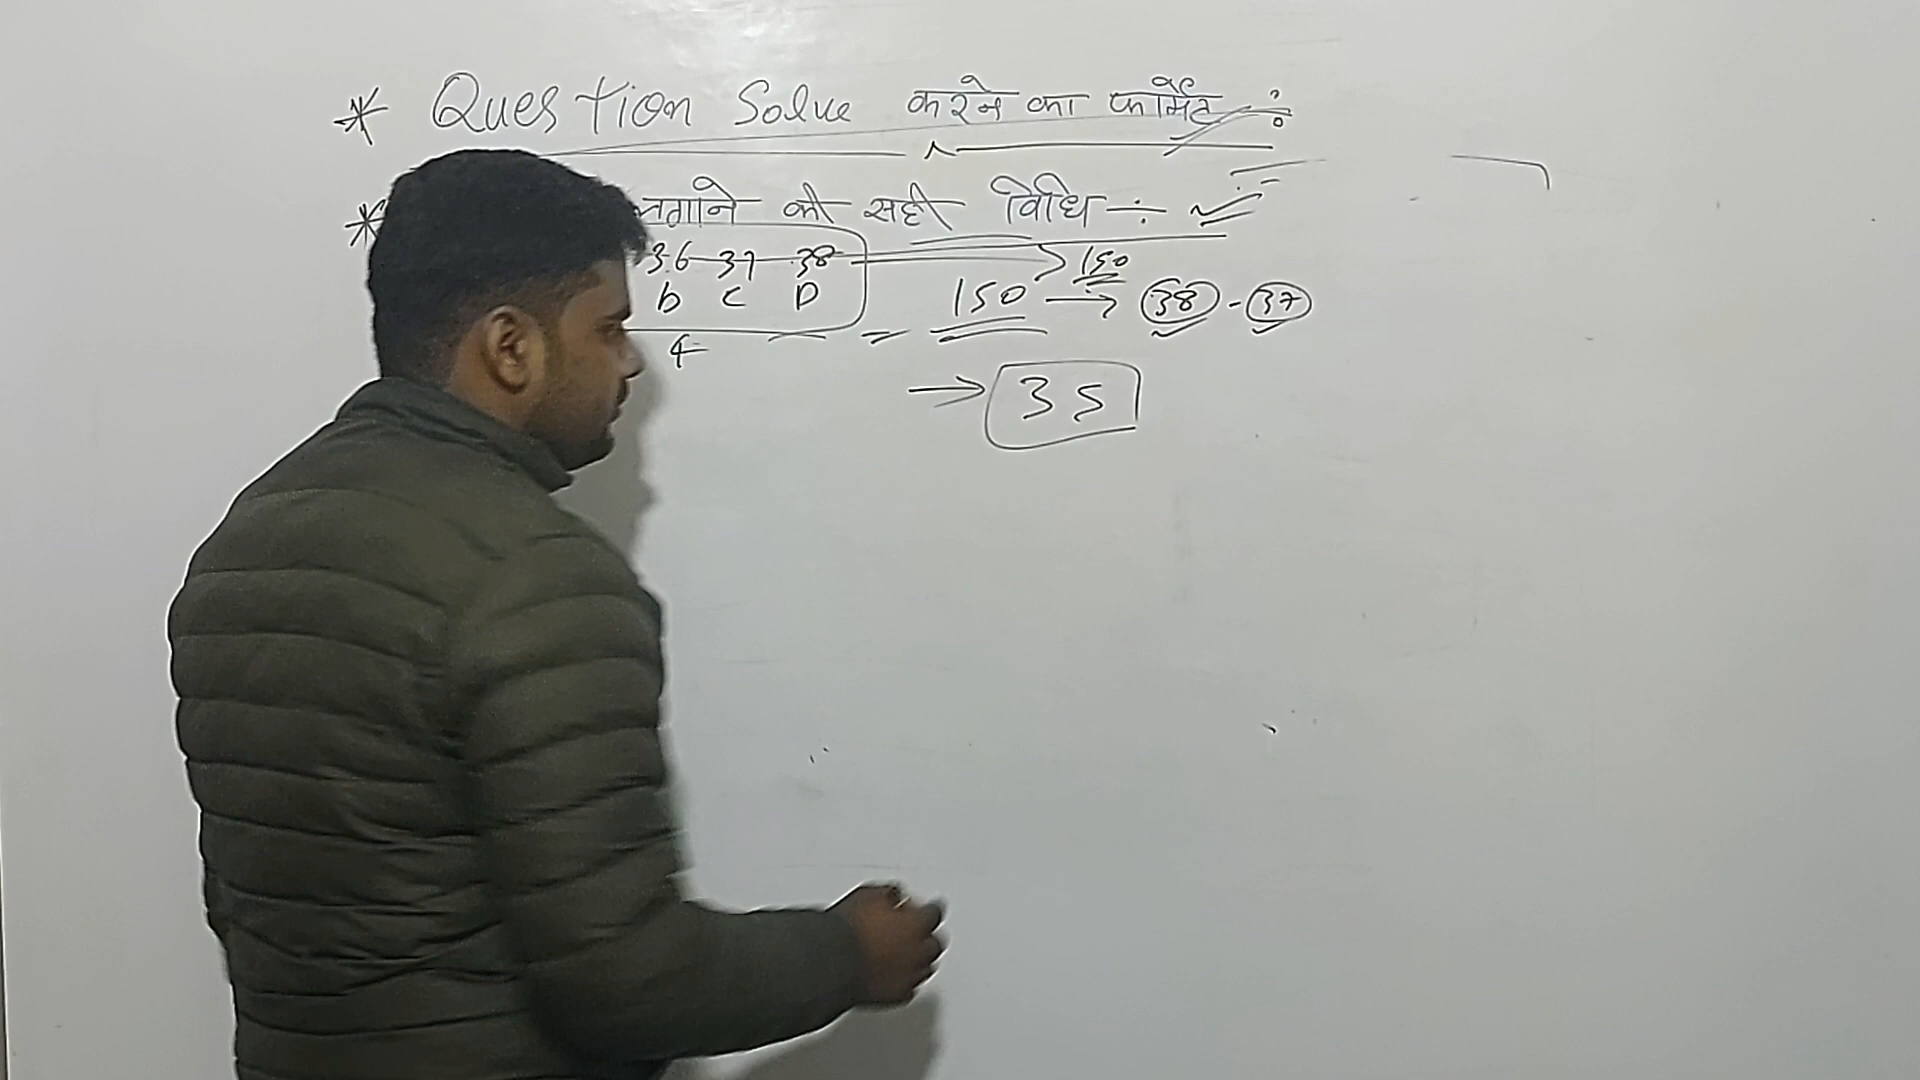 * Question Solve करने का फार्मेट ÷
* लगाने की सही विधि ÷
36 37 38 150
b c D 150 → 38 - 37
4
→ 35